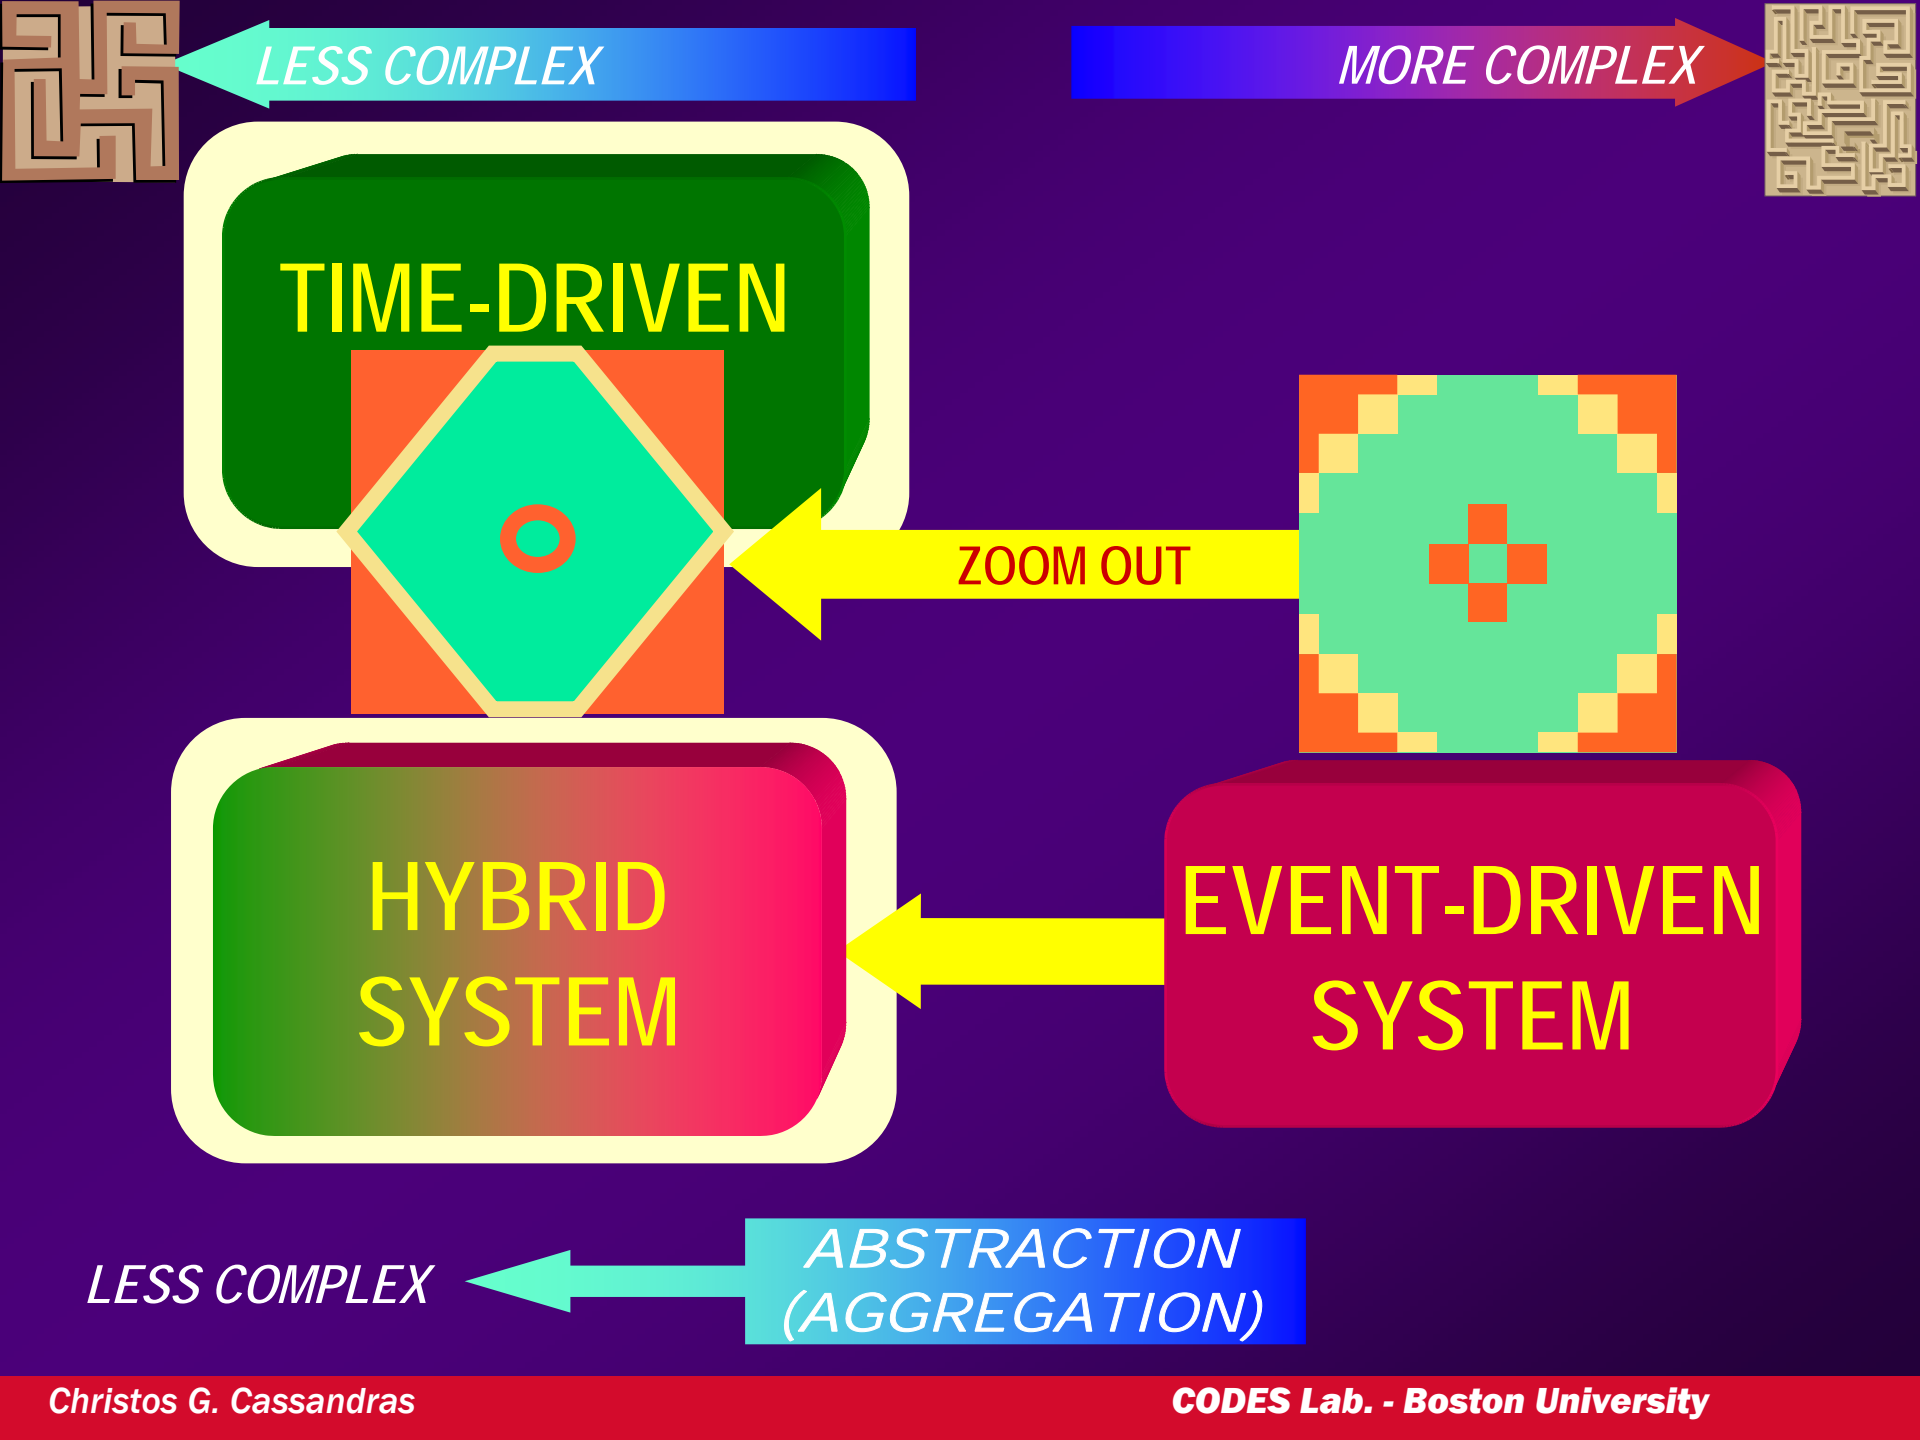 LESS COMPLEX
MORE COMPLEX
TIME-DRIVEN
ZOOM OUT
HYBRID
SYSTEM
EVENT-DRIVEN
SYSTEM
LESS COMPLEX
ABSTRACTION
(AGGREGATION)
Christos G. Cassandras
CODES Lab. - Boston University